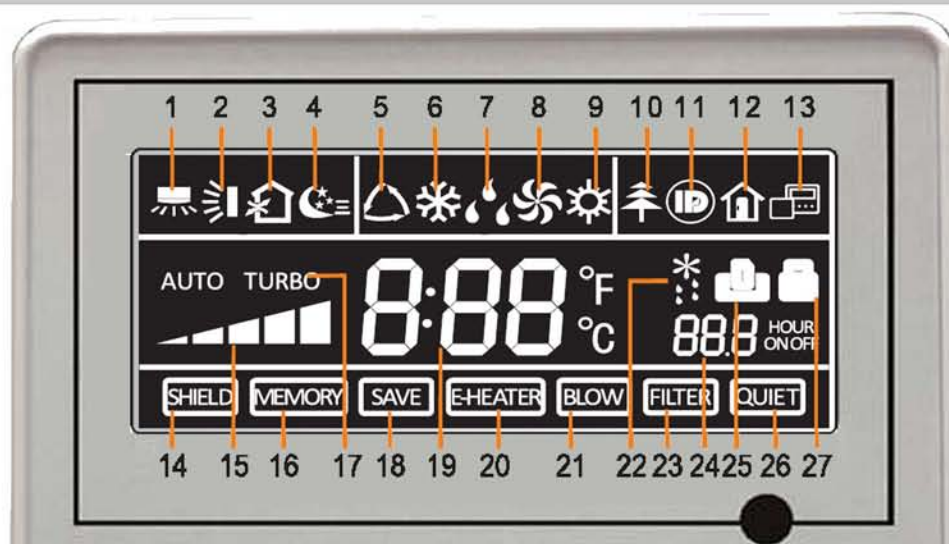 1 2 3 4 5 6 7 8 9 10 11 12 13
ID
AUTO TURBO 8:88 °F
°C
88.8 HOUR
ON OFF
SHIELD MEMORY SAVE E-HEATER BLOW FILTER QUIET
14 15 16 17 18 19 20 21 22 23 24 25 26 27